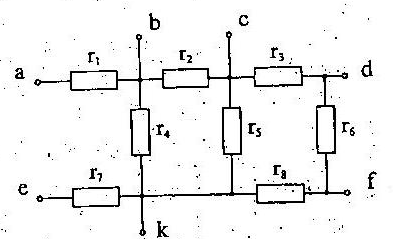 b c
r₁ r₂ r₃
a d
r₄ r₅ r₆
r₇ r₈
e f
k